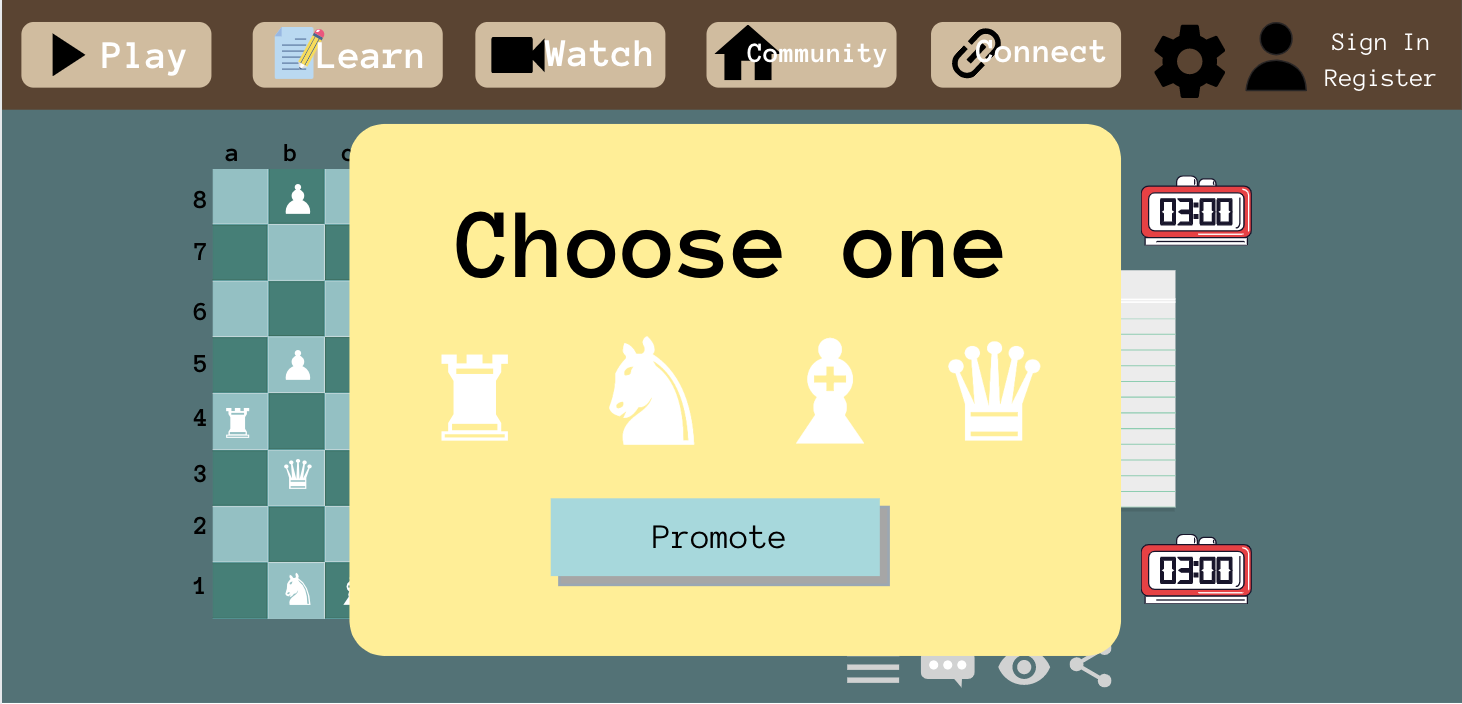 Play
Learn
Watch
Community
Connect
Sign In
Register
a b
8
7
6
5
4
3
2
1
Choose one
Promote
03:00
03:00